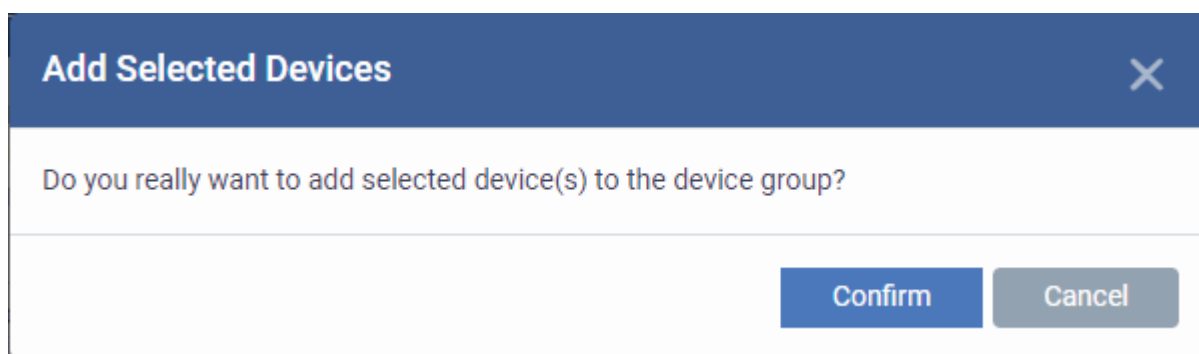 Add Selected Devices
Do you really want to add selected device(s) to the device group?
Confirm Cancel